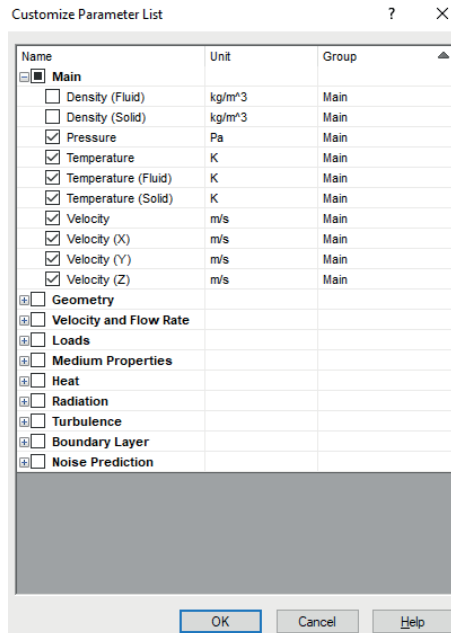 Customize Parameter List ? X
Name Unit Group
Main
Density (Fluid) kg/m^3 Main
Density (Solid) kg/m^3 Main
Pressure Pa Main
Temperature K Main
Temperature (Fluid) K Main
Temperature (Solid) K Main
Velocity m/s Main
Velocity (X) m/s Main
Velocity (Y) m/s Main
Velocity (Z) m/s Main
Geometry
Velocity and Flow Rate
Loads
Medium Properties
Heat
Radiation
Turbulence
Boundary Layer
Noise Prediction
OK Cancel Help